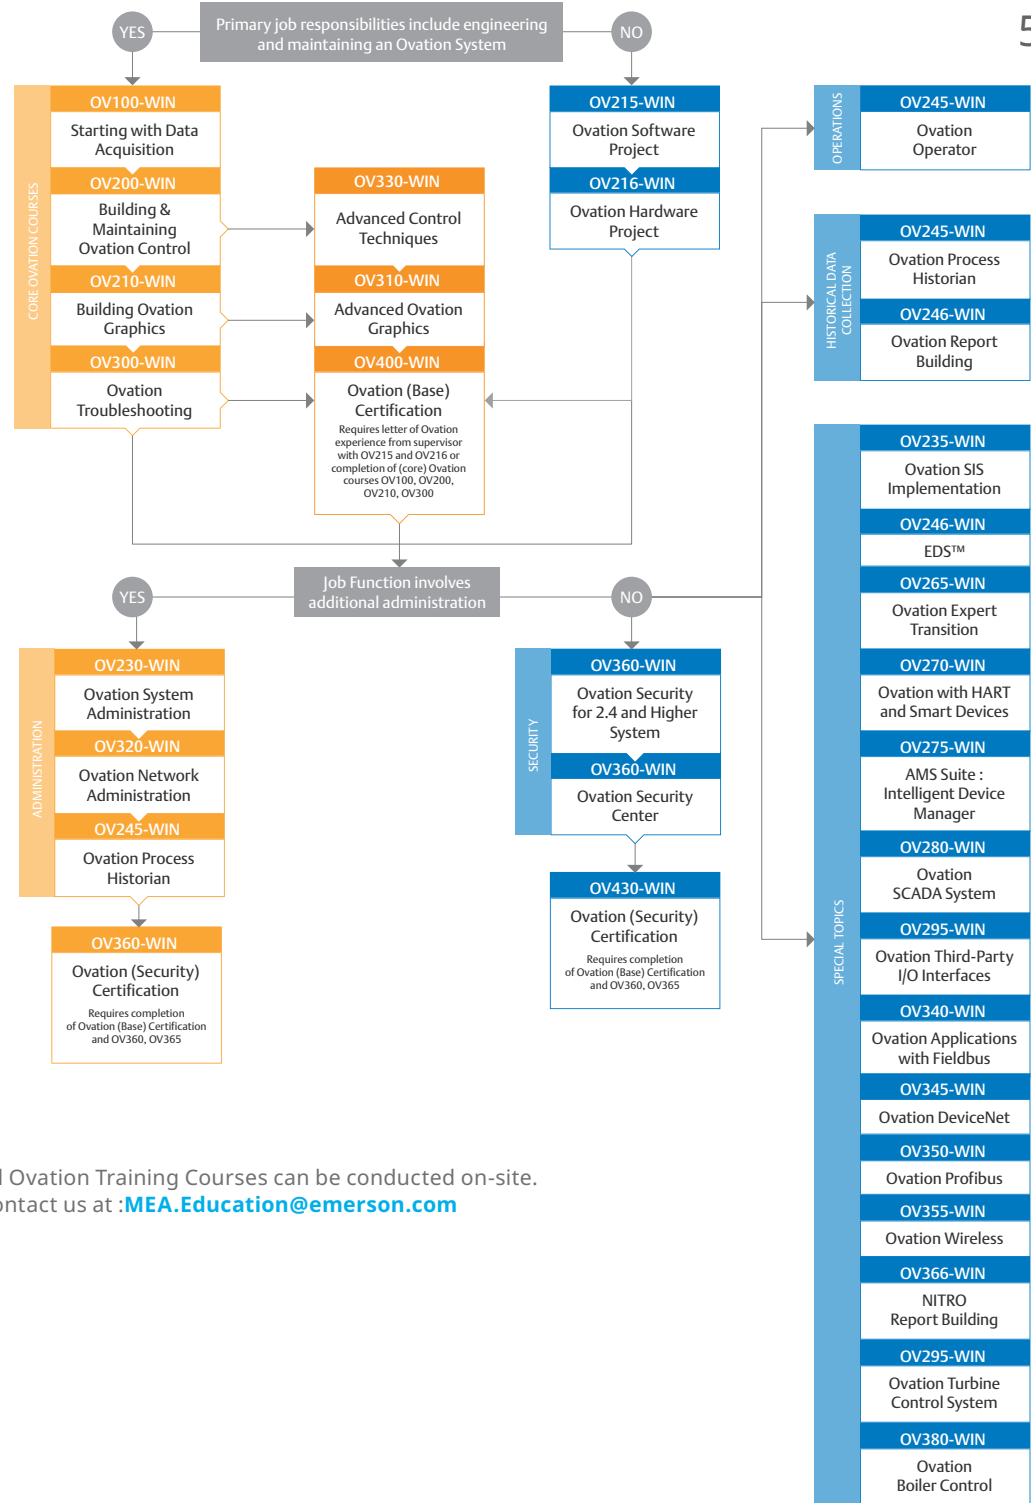 Primary job responsibilities include engineering
and maintaining an Ovation System
YES
NO
5
CORE OVATION COURSES
OV100-WIN
Starting with Data
Acquisition
OV200-WIN
Building &
Maintaining
Ovation Control
OV210-WIN
Building Ovation
Graphics
OV300-WIN
Ovation
Troubleshooting
OV330-WIN
Advanced Control
Techniques
OV310-WIN
Advanced Ovation
Graphics
OV400-WIN
Ovation (Base)
Certification
Requires letter of Ovation
experience from supervisor
with OV215 and OV216 or
completion of (core) Ovation
courses OV100, OV200,
OV210, OV300
OV215-WIN
Ovation Software
Project
OV216-WIN
Ovation Hardware
Project
OPERATIONS
OV245-WIN
Ovation
Operator
HISTORICAL DATA
COLLECTION
OV245-WIN
Ovation Process
Historian
OV246-WIN
Ovation Report
Building
Job Function involves
additional administration
YES
NO
ADMINISTRATION
OV230-WIN
Ovation System
Administration
OV320-WIN
Ovation Network
Administration
OV245-WIN
Ovation Process
Historian
OV360-WIN
Ovation (Security)
Certification
Requires completion
of Ovation (Base) Certification
and OV360, OV365
SECURITY
OV360-WIN
Ovation Security
for 2.4 and Higher
System
OV360-WIN
Ovation Security
Center
OV430-WIN
Ovation (Security)
Certification
Requires completion
of Ovation (Base) Certification
and OV360, OV365
SPECIAL TOPICS
OV235-WIN
Ovation SIS
Implementation
OV246-WIN
EDS™
OV265-WIN
Ovation Expert
Transition
OV270-WIN
Ovation with HART
and Smart Devices
OV275-WIN
AMS Suite :
Intelligent Device
Manager
OV280-WIN
Ovation
SCADA System
OV295-WIN
Ovation Third-Party
I/O Interfaces
OV340-WIN
Ovation Applications
with Fieldbus
OV345-WIN
Ovation DeviceNet
OV350-WIN
Ovation Profibus
OV355-WIN
Ovation Wireless
OV366-WIN
NITRO
Report Building
OV295-WIN
Ovation Turbine
Control System
OV380-WIN
Ovation
Boiler Control
l Ovation Training Courses can be conducted on-site.
ontact us at :MEA.Education@emerson.com